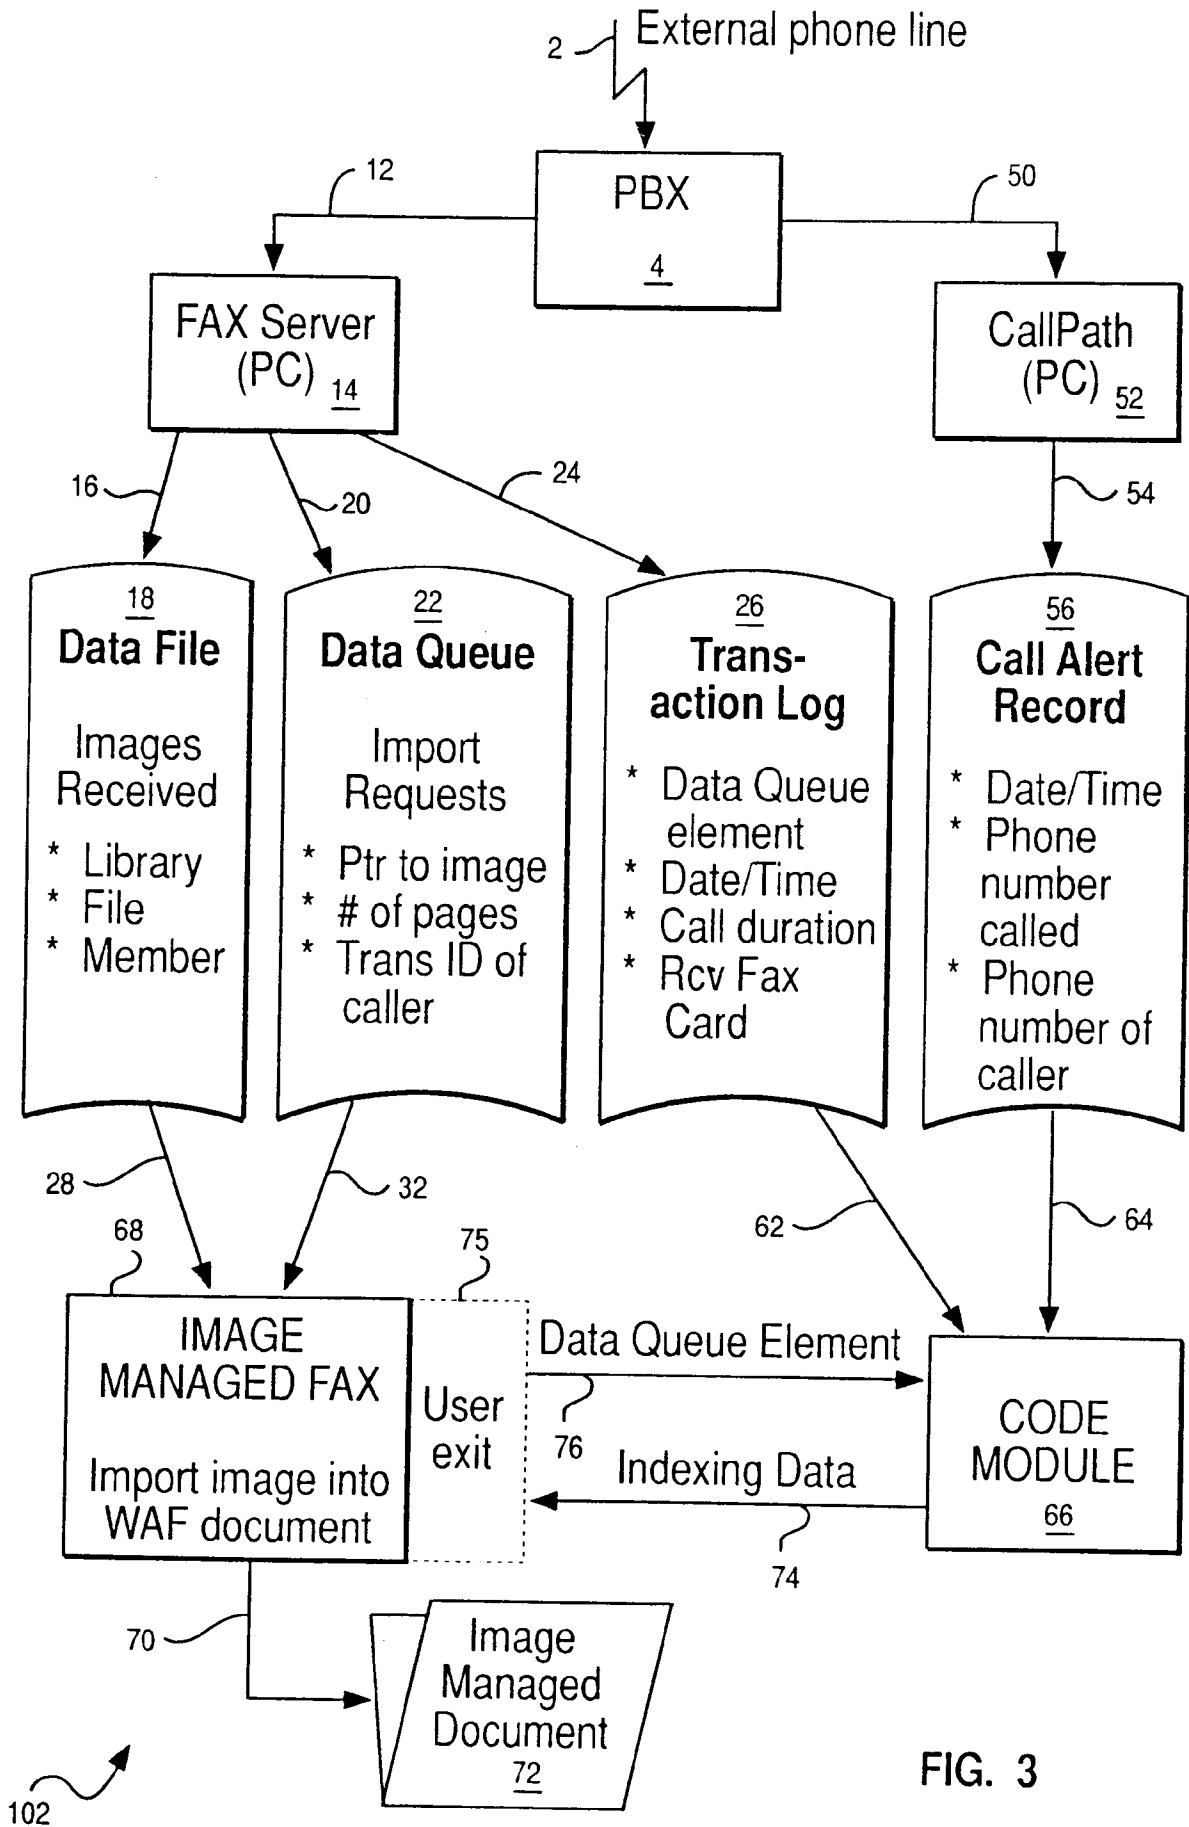 External phone line
2
PBX
4
12
50
FAX Server
(PC)
14
CallPath
(PC)
52
16
20
24
54
18
Data File
Images
Received
* Library
* File
* Member
22
Data Queue
Import
Requests
* Ptr to image
* # of pages
* Trans ID of
caller
26
Trans-
action Log
* Data Queue
element
* Date/Time
* Call duration
* Rcv Fax
Card
56
Call Alert
Record
* Date/Time
* Phone
number
called
* Phone
number of
caller
28
32
62
64
68
75
IMAGE
MANAGED FAX
Import image into
WAF document
User
exit
Data Queue Element
76
Indexing Data
74
CODE
MODULE
66
70
Image
Managed
Document
72
102
FIG. 3